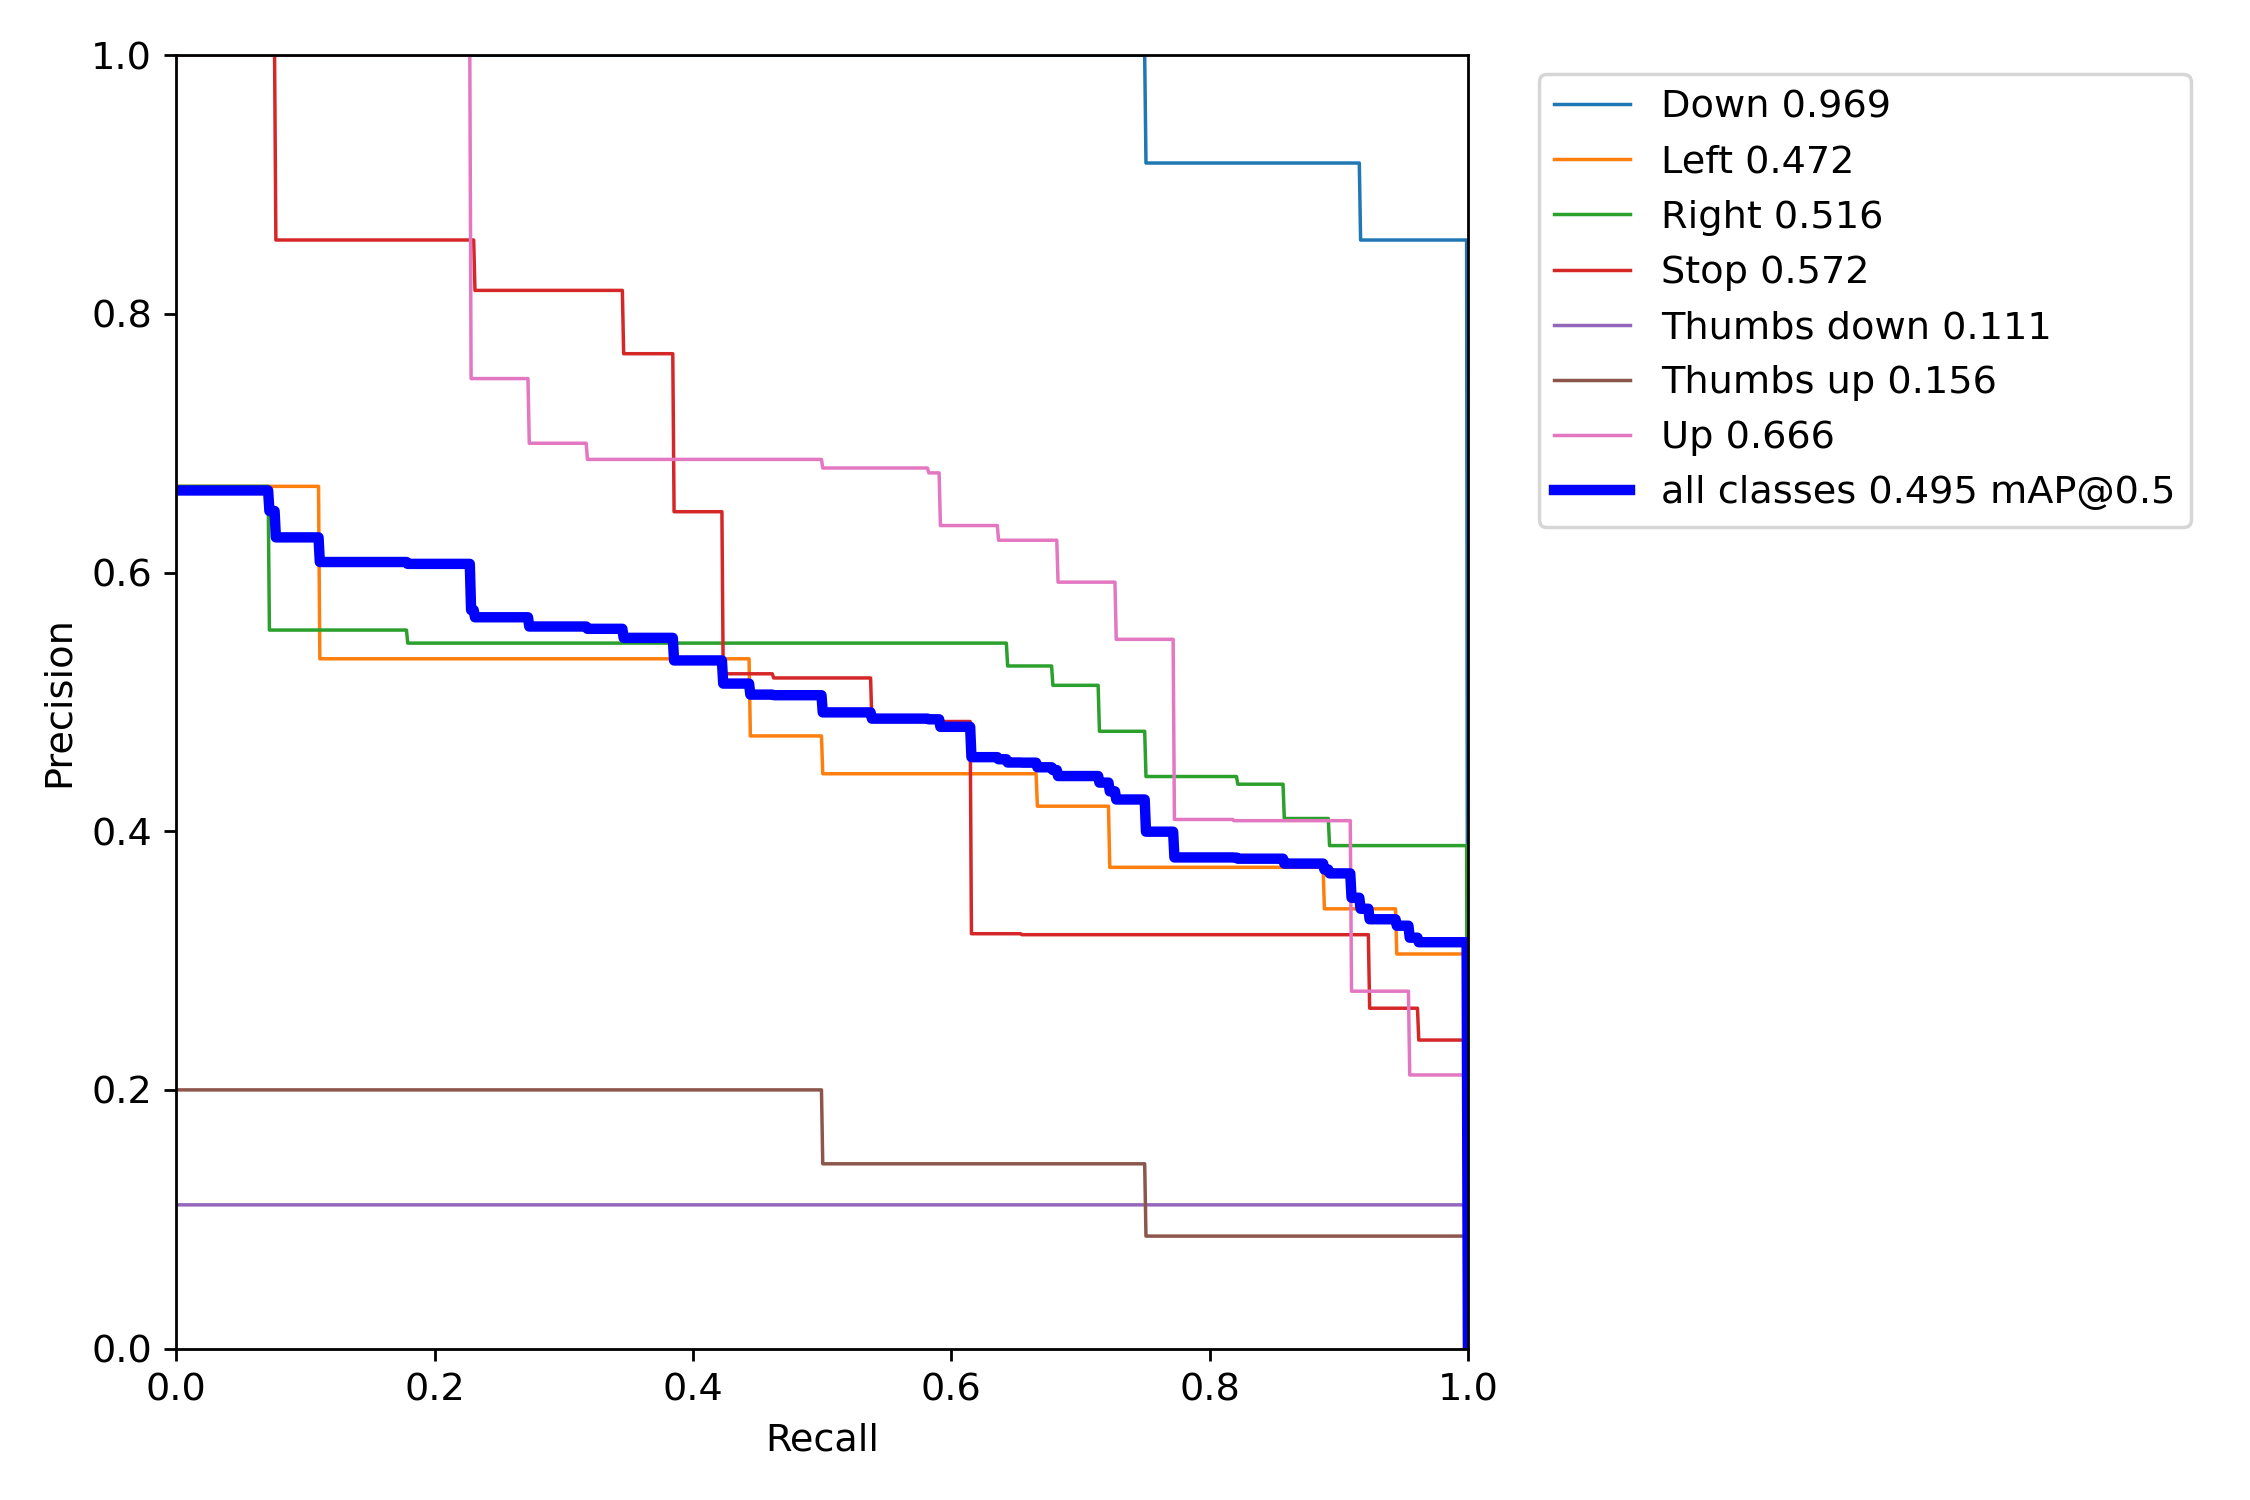 1.0
0.8
0.6
0.4
0.2
0.0
Precision
0.0 0.2 0.4 0.6 0.8 1.0
Recall
Down 0.969
Left 0.472
Right 0.516
Stop 0.572
Thumbs down 0.111
Thumbs up 0.156
Up 0.666
all classes 0.495 mAP@0.5